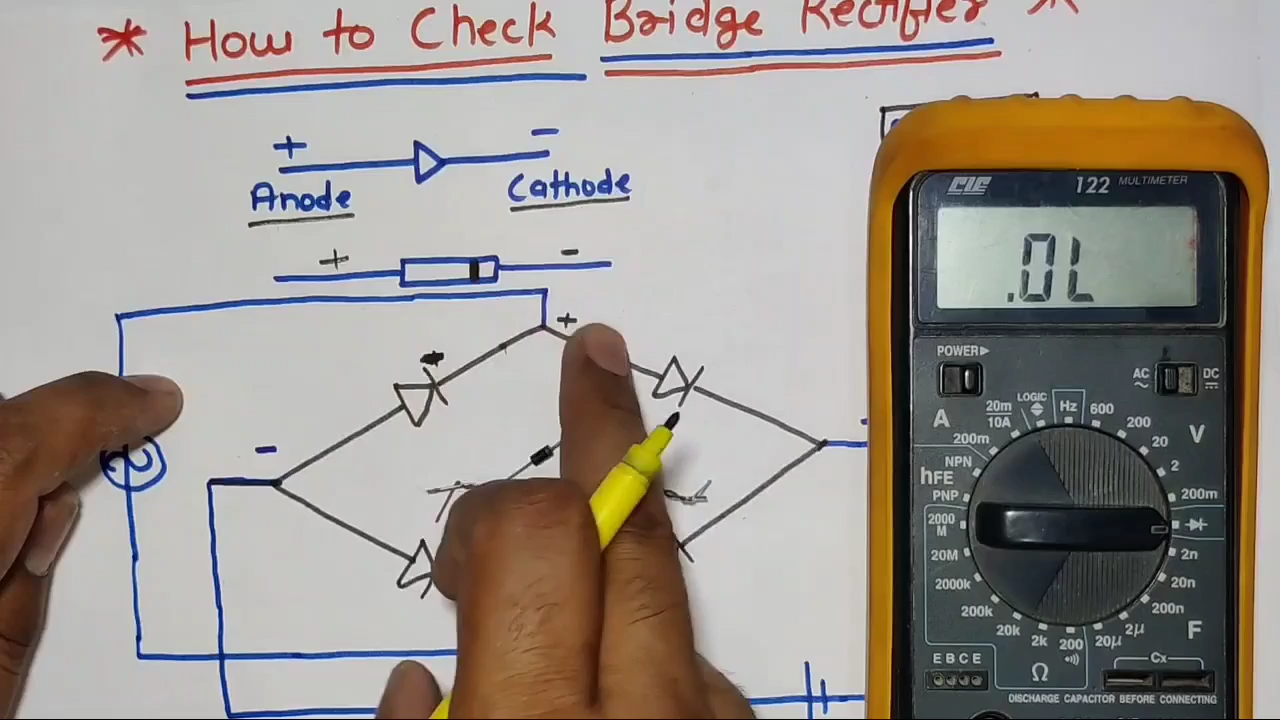 * How to Check Bridge Rectifier *
+ -
Anode Cathode
+ -
+
-
-
CIE 122 MULTIMETER
.0L
POWER
AC DC
A 20m/10A LOGIC Hz 600 V
200m 200
NPN 20
hFE 2
PNP 200m
2000M 2n
20M 20n
2000k 200n
200k 2µ F
20k 2k 200 20µ
EBCE Ω Cx
DISCHARGE CAPACITOR BEFORE CONNECTING